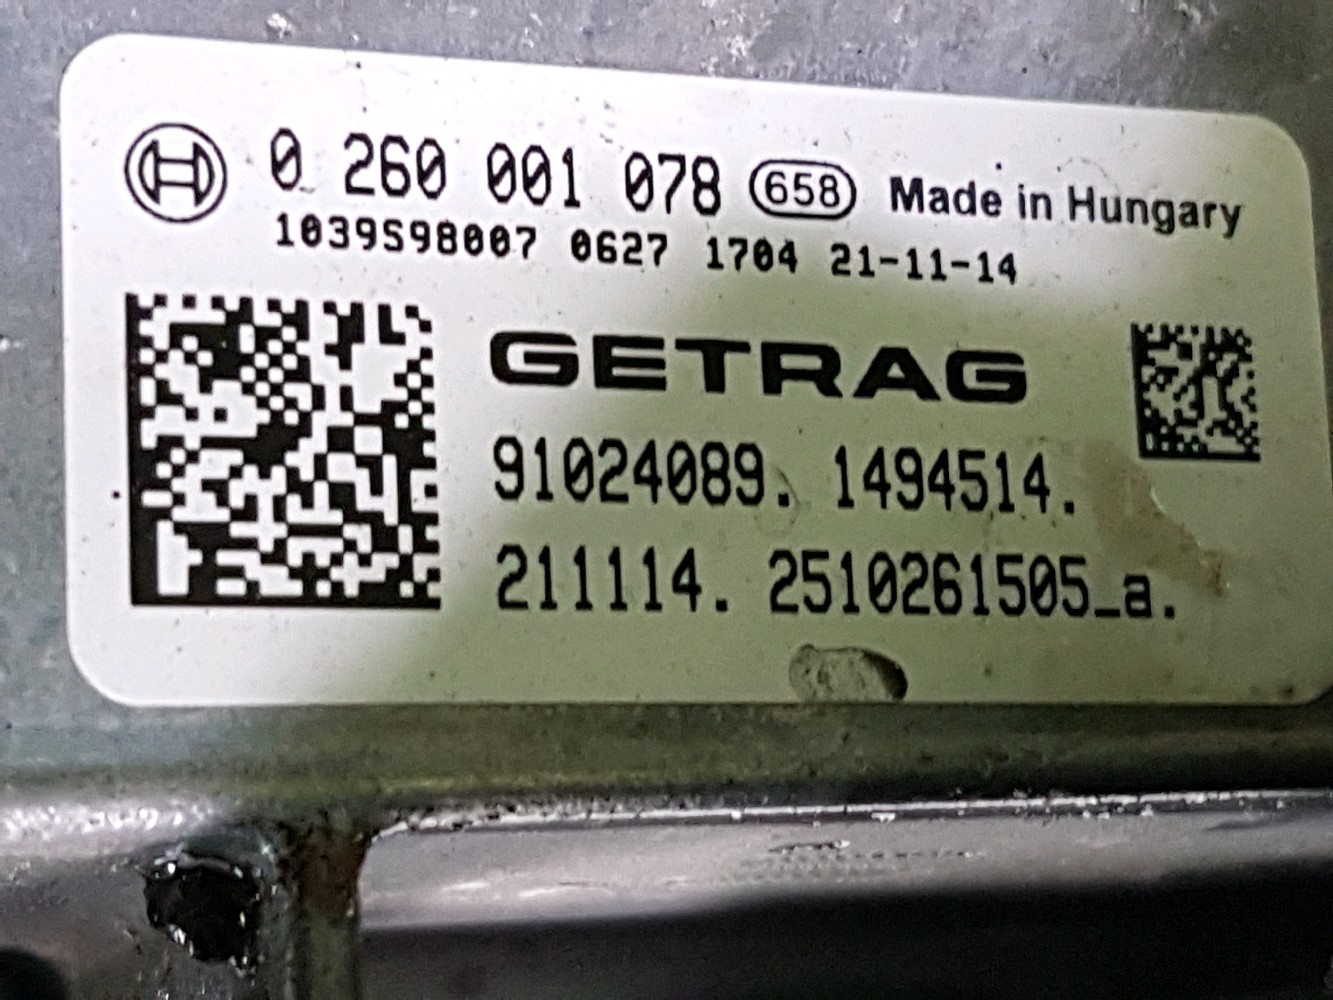 0 260 001 078 658 Made in Hungary
1039S98007 0627 1704 21-11-14
GETRAG
91024089. 1494514.
211114. 2510261505_a.